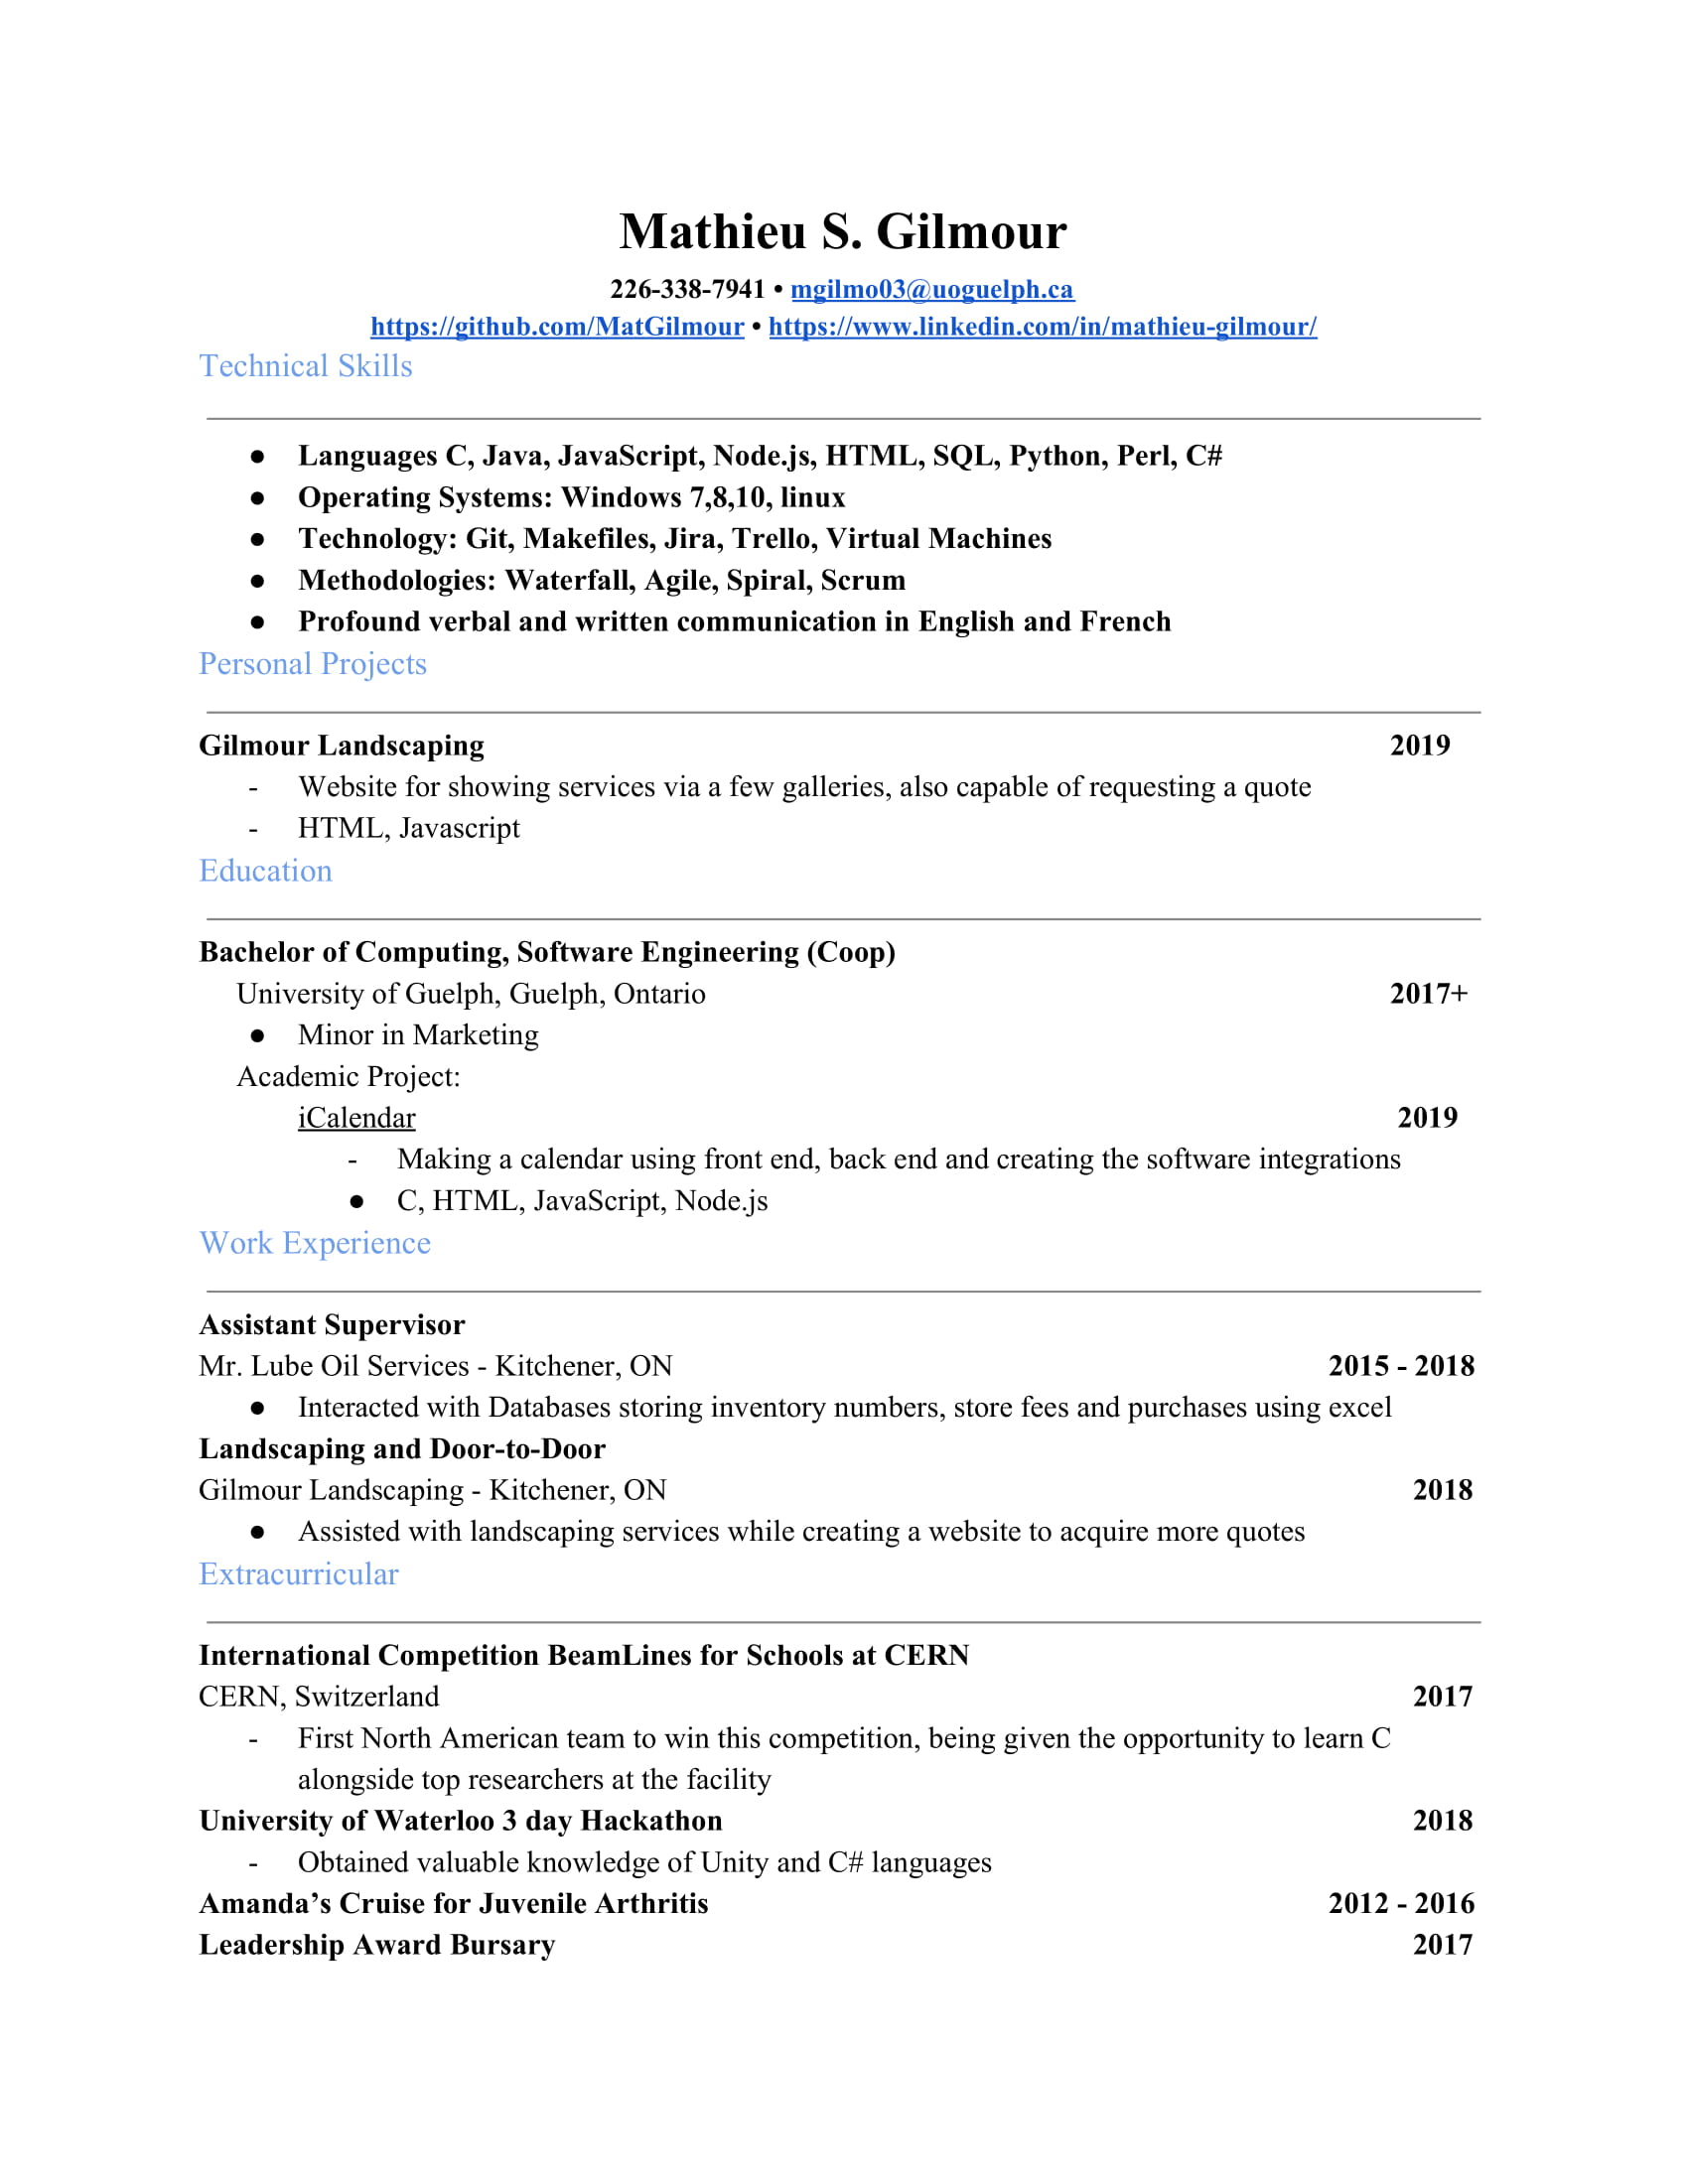 Mathieu S. Gilmour
226-338-7941 • mgilmo03@uoguelph.ca
https://github.com/MatGilmour • https://www.linkedin.com/in/mathieu-gilmour/
Technical Skills
● Languages C, Java, JavaScript, Node.js, HTML, SQL, Python, Perl, C#
● Operating Systems: Windows 7,8,10, linux
● Technology: Git, Makefiles, Jira, Trello, Virtual Machines
● Methodologies: Waterfall, Agile, Spiral, Scrum
● Profound verbal and written communication in English and French
Personal Projects
Gilmour Landscaping 2019
- Website for showing services via a few galleries, also capable of requesting a quote
- HTML, Javascript
Education
Bachelor of Computing, Software Engineering (Coop)
University of Guelph, Guelph, Ontario 2017+
● Minor in Marketing
Academic Project:
iCalendar 2019
- Making a calendar using front end, back end and creating the software integrations
● C, HTML, JavaScript, Node.js
Work Experience
Assistant Supervisor
Mr. Lube Oil Services - Kitchener, ON 2015 - 2018
● Interacted with Databases storing inventory numbers, store fees and purchases using excel
Landscaping and Door-to-Door
Gilmour Landscaping - Kitchener, ON 2018
● Assisted with landscaping services while creating a website to acquire more quotes
Extracurricular
International Competition BeamLines for Schools at CERN
CERN, Switzerland 2017
- First North American team to win this competition, being given the opportunity to learn C
alongside top researchers at the facility
University of Waterloo 3 day Hackathon 2018
- Obtained valuable knowledge of Unity and C# languages
Amanda’s Cruise for Juvenile Arthritis 2012 - 2016
Leadership Award Bursary 2017